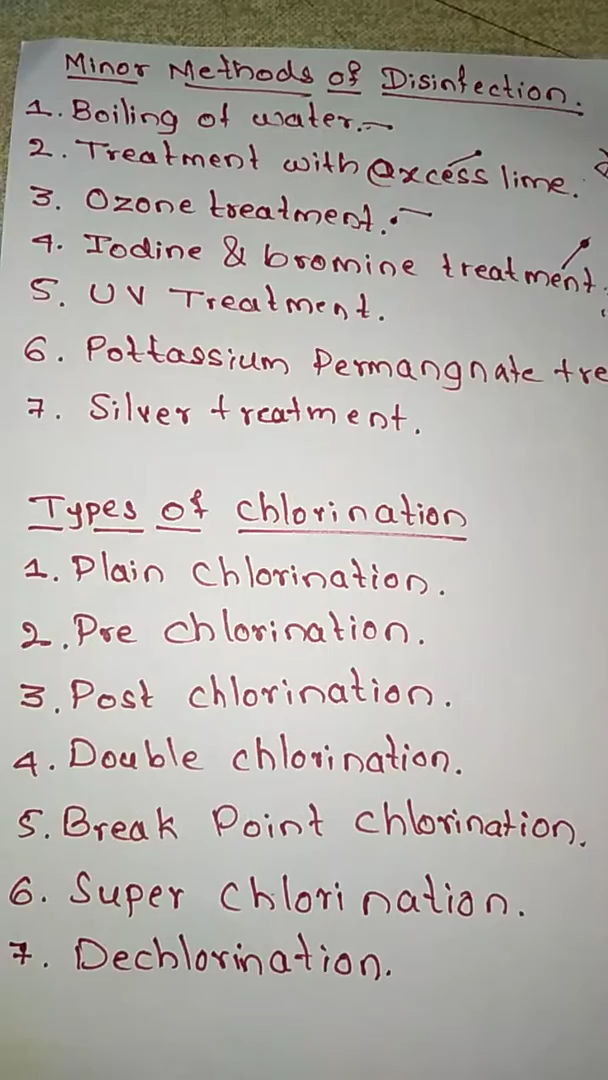 Minor Methods of Disinfection.
1. Boiling of water.
2. Treatment with excess lime.
3. Ozone treatment.
4. Iodine & bromine treatment.
5. UV Treatment.
6. Pottassium Permangnate tre
7. Silver treatment.
Types of chlorination
1. Plain chlorination.
2. Pre chlorination.
3. Post chlorination.
4. Double chlorination.
5. Break Point chlorination.
6. Super chlorination.
7. Dechlorination.